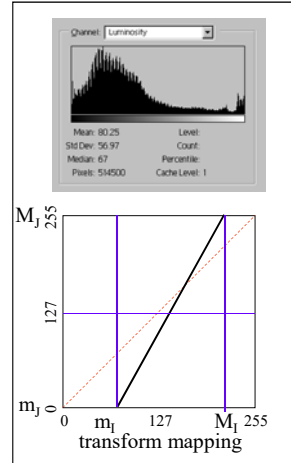 Channel: Luminosity
Mean: 80.25 Level:
Std Dev: 56.97 Count:
Median: 67 Percentile:
Pixels: 514500 Cache Level: 1
M_J 255
127
m_J 0
0 m_I 127 M_I 255
transform mapping